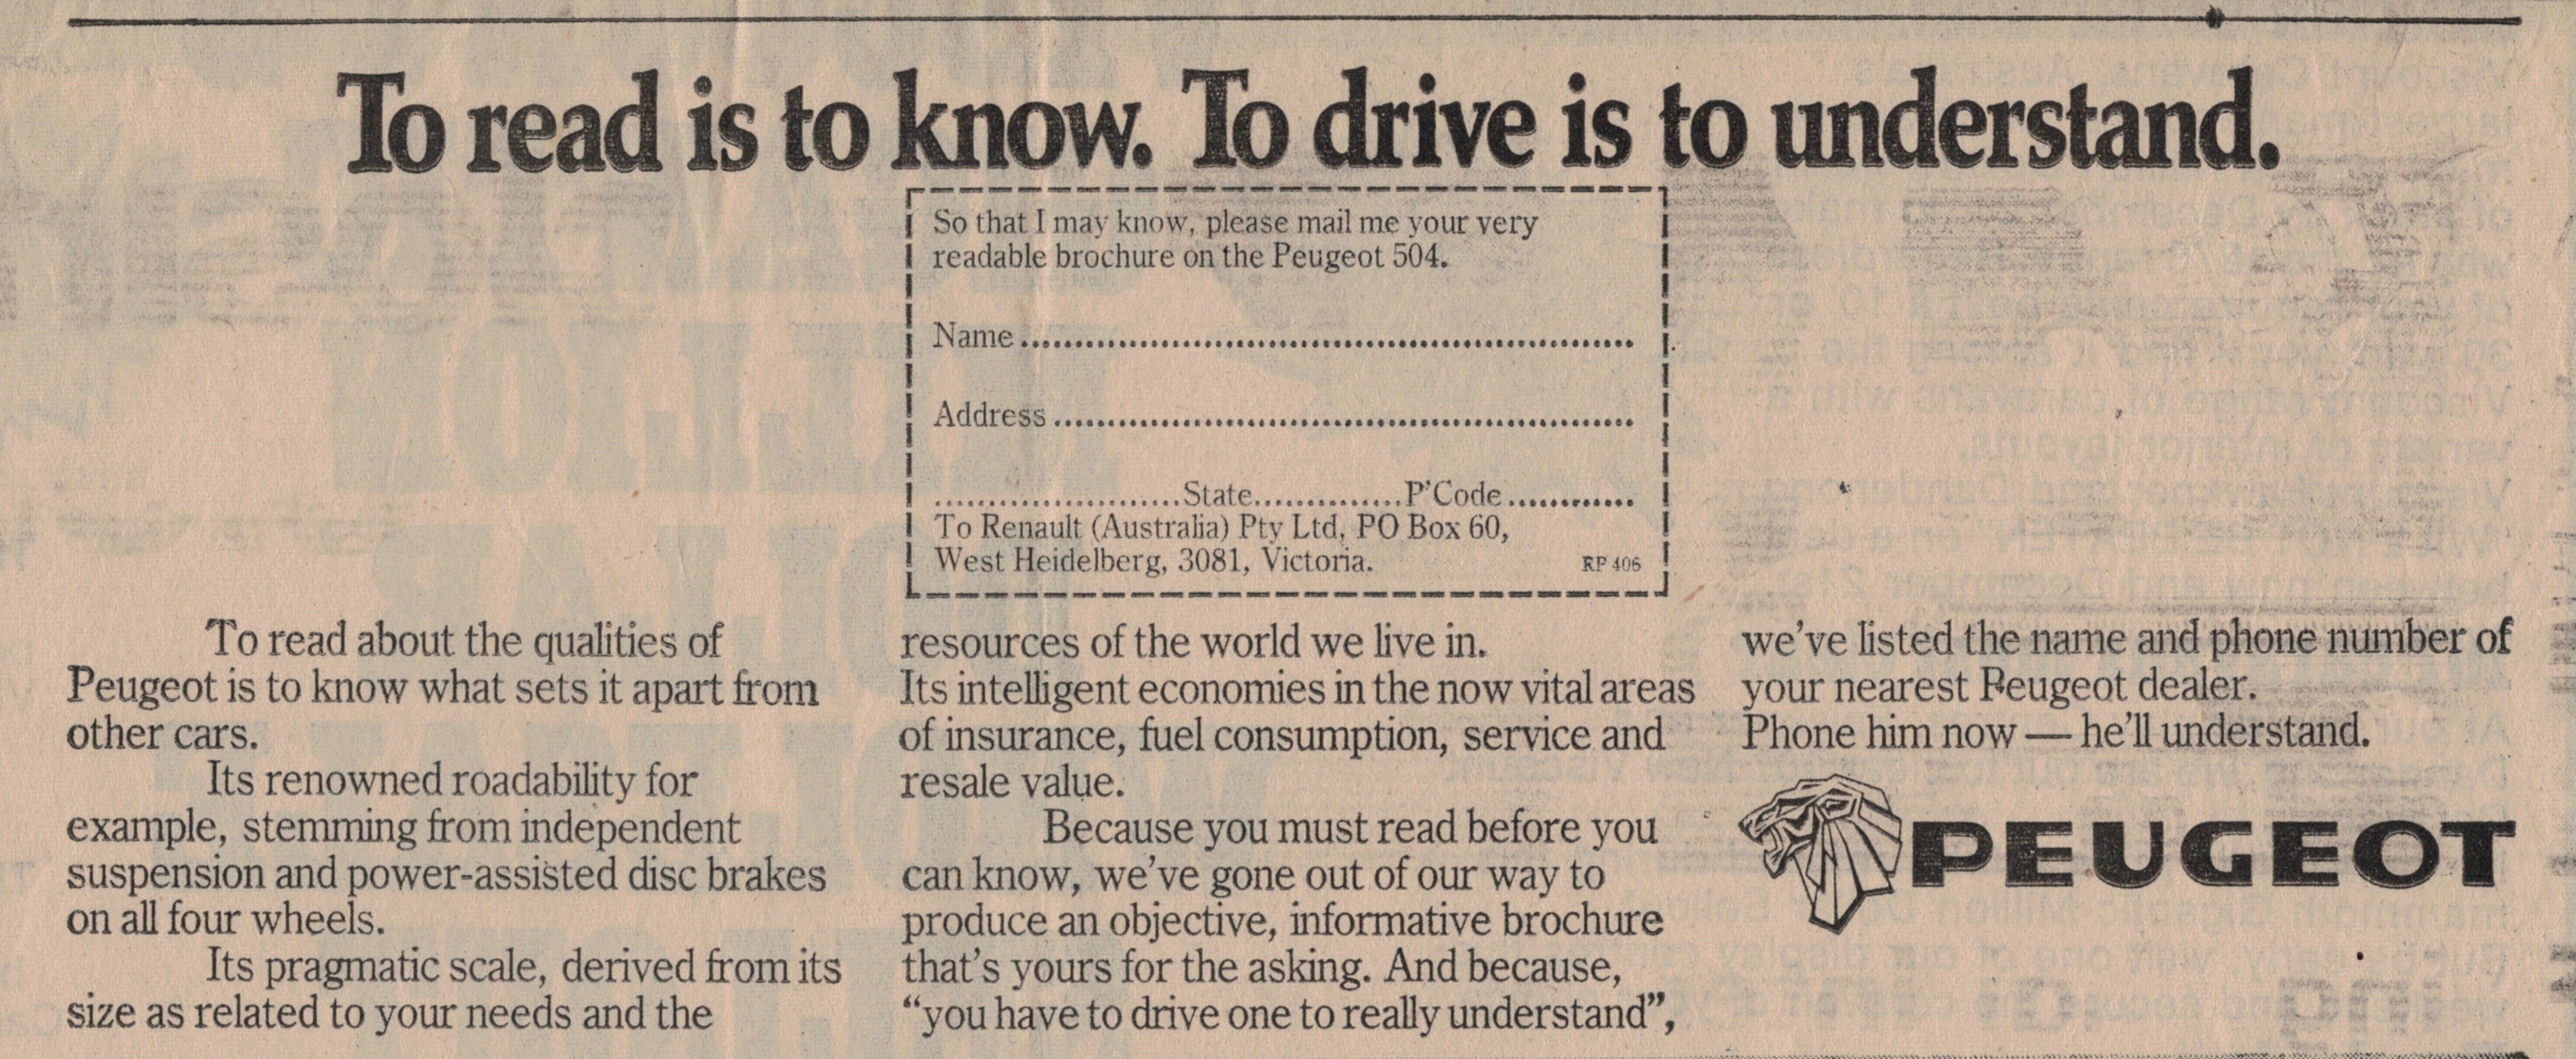 To read is to know. To drive is to understand.
So that I may know, please mail me your very
readable brochure on the Peugeot 504.
Name......................................................
Address......................................................
.......................State..............P'Code............
To Renault (Australia) Pty Ltd, PO Box 60,
West Heidelberg, 3081, Victoria. RP 406
To read about the qualities of
Peugeot is to know what sets it apart from
other cars.
Its renowned roadability for
example, stemming from independent
suspension and power-assisted disc brakes
on all four wheels.
Its pragmatic scale, derived from its
size as related to your needs and the
resources of the world we live in.
Its intelligent economies in the now vital areas
of insurance, fuel consumption, service and
resale value.
Because you must read before you
can know, we've gone out of our way to
produce an objective, informative brochure
that's yours for the asking. And because,
“you have to drive one to really understand”,
we've listed the name and phone number of
your nearest Peugeot dealer.
Phone him now — he'll understand.
PEUGEOT